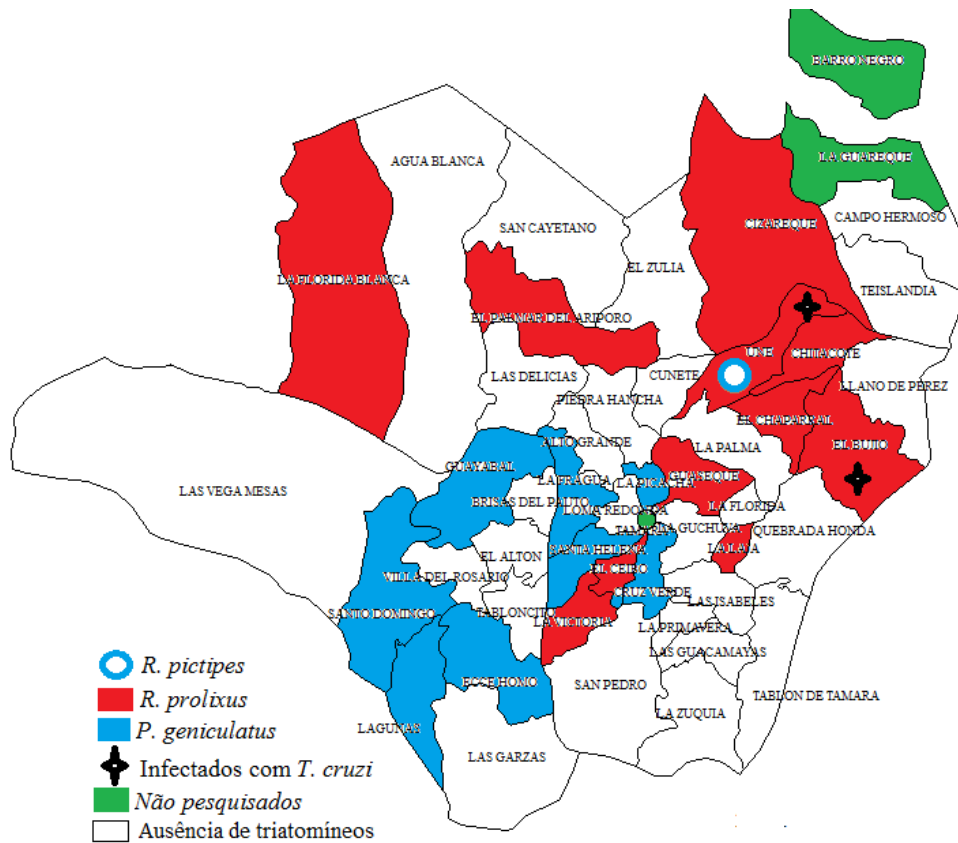 BARRO NEGRO
AGUA BLANCA
LA GUAREQUE
SAN CAYETANO
CAMPO HERMOSO
CIZAREQUE
EL ZULIA
LA FLORIDA BLANCA
TEISLANDIA
EL PALMAR DEL ARIPORO
UNE
CHITACOTE
LAS DELICIAS
CUNETE
LLANO DE PEREZ
PIEDRA HANCHA
EL CHAPARRAL
ALTO GRANDE
LA PALMA
EL BUJIO
GUAYABAL
LA FRAGUA
LA PICACHA
GUASEQUE
LAS VEGA MESAS
BRISAS DEL PAUTO
LOMA REDONDA
LA FLORIDA
TAMARA
LA GUCHUVA
QUEBRADA HONDA
EL ALTON
SANTA HELENA
LA LAJA
VILLA DEL ROSARIO
EL CEIBO
CRUZ VERDE
LAS ISABELES
SANTO DOMINGO
TABLONCITO
LA VICTORIA
LA PRIMAVERA
LAS GUACAMAYAS
ECCE HOMO
SAN PEDRO
TABLON DE TAMARA
LA ZUQUIA
LAGUNAS
LAS GARZAS
R. pictipes
R. prolixus
P. geniculatus
Infectados com T. cruzi
Não pesquisados
Ausência de triatomíneos